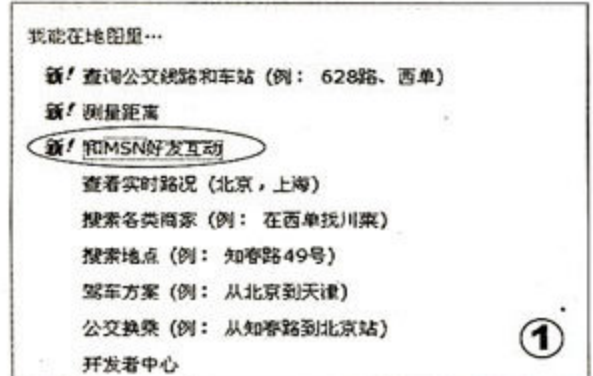 我能在地图里…
新! 查询公交线路和车站 (例： 628路、西单)
新! 测量距离
新! 和MSN好友互动
查看实时路况 (北京，上海)
搜索各类商家 (例： 在西单找川菜)
搜索地点 (例： 知春路49号)
驾车方案 (例： 从北京到天津)
公交换乘 (例： 从知春路到北京站)
开发者中心
①